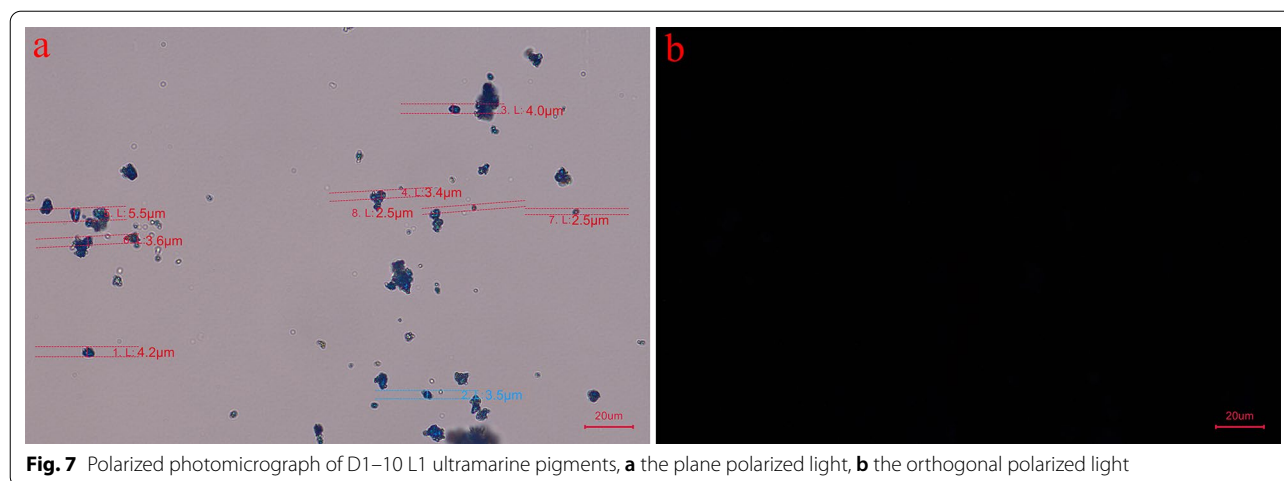 a
b
3. L: 4.0µm
4. L: 3.4µm
8. L: 2.5µm
7. L: 2.5µm
L: 5.5µm
L: 3.6µm
1. L: 4.2µm
2. L: 3.5µm
20um
20um
Fig. 7 Polarized photomicrograph of D1–10 L1 ultramarine pigments, a the plane polarized light, b the orthogonal polarized light